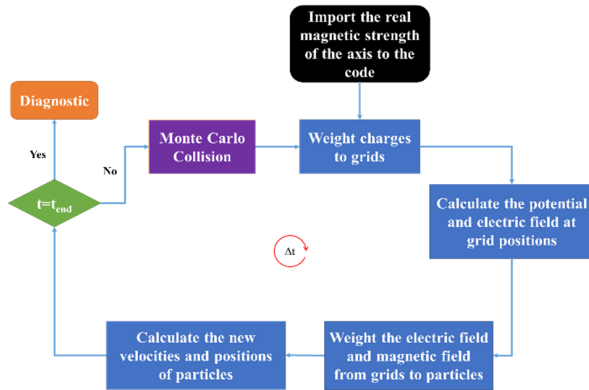 Import the real
magnetic strength
of the axis to the
code
Diagnostic
Yes
No
Monte Carlo
Collision
Weight charges
to grids
t=tend
Calculate the potential
and electric field at
grid positions
Δt
Calculate the new
velocities and positions
of particles
Weight the electric field
and magnetic field
from grids to particles